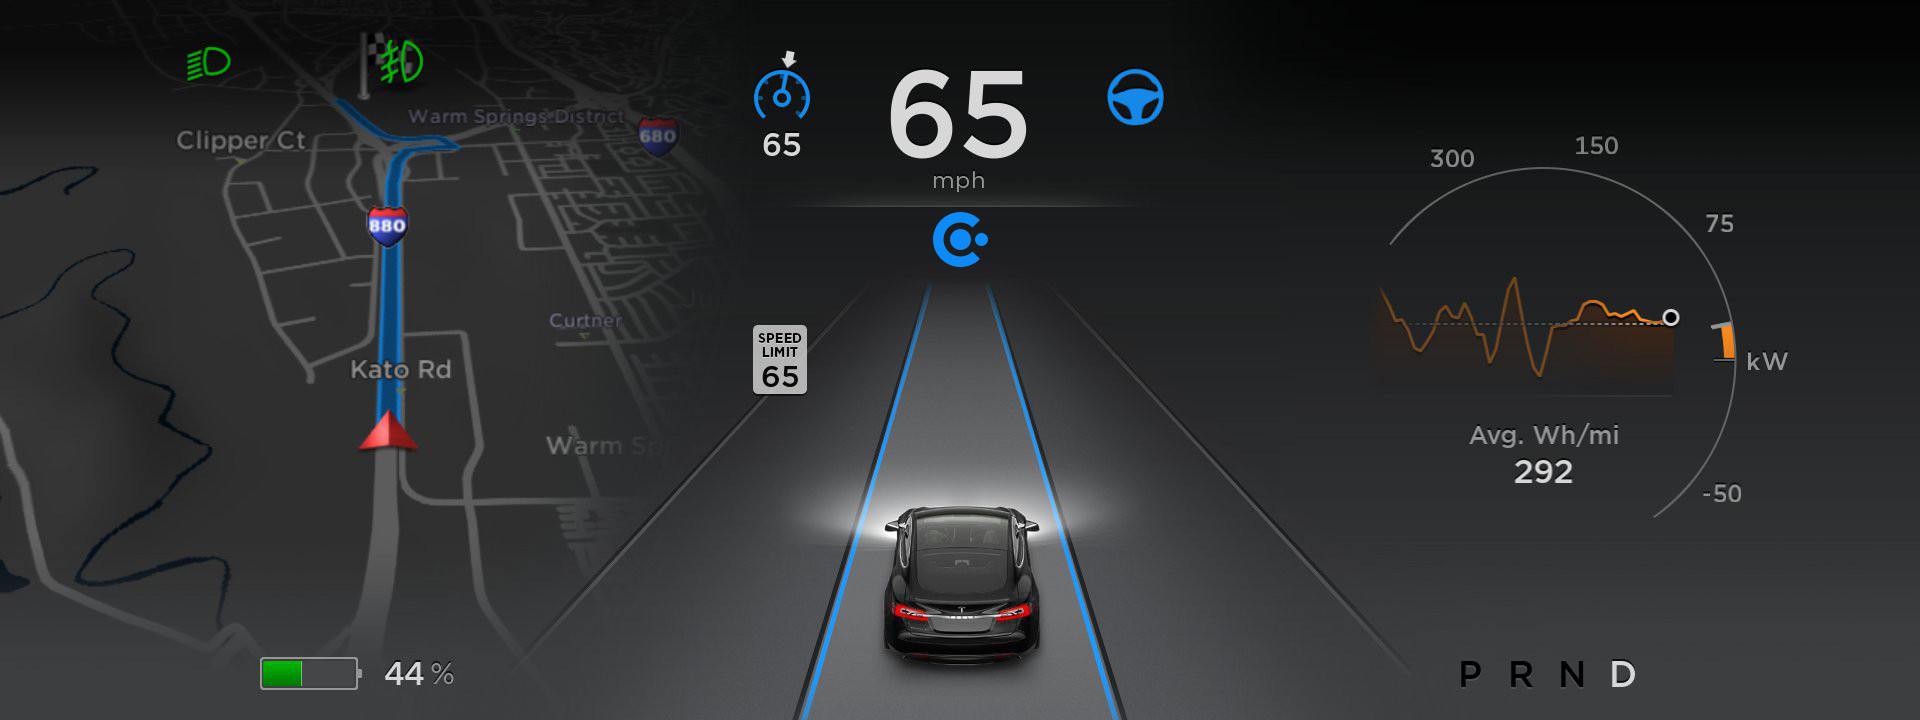 Clipper Ct
Warm Springs District
680
880
Curtner
Kato Rd
Warm Sp
44%
65
65
mph
SPEED
LIMIT
65
300
150
75
kW
-50
Avg. Wh/mi
292
P R N D